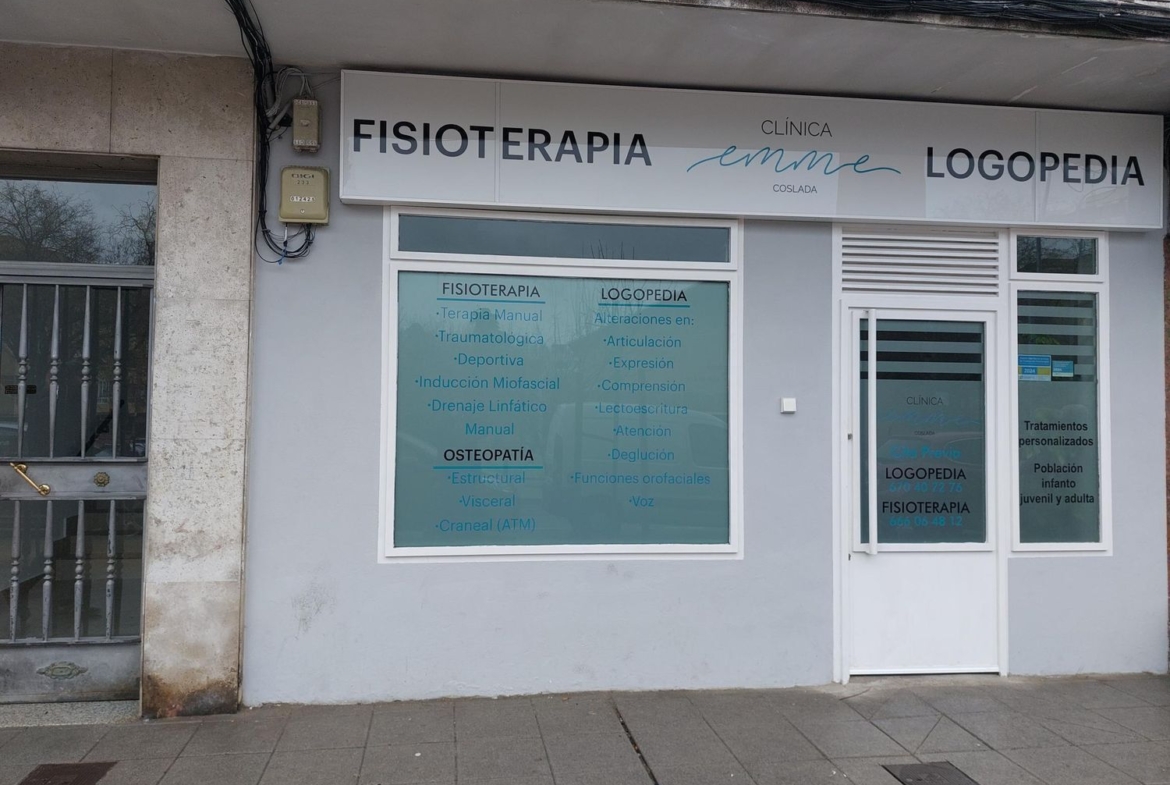 FISIOTERAPIA
CLÍNICA
emme
COSLADA
LOGOPEDIA
FISIOTERAPIA
·Terapia Manual
·Traumatológica
·Deportiva
·Inducción Miofascial
·Drenaje Linfático
Manual
OSTEOPATÍA
·Estructural
·Visceral
·Craneal (ATM)
LOGOPEDIA
Alteraciones en:
·Articulación
·Expresión
·Comprensión
·Lectoescritura
·Atención
·Deglución
·Funciones orofaciales
·Voz
CLÍNICA
COSLADA
Cita Previa
LOGOPEDIA
FISIOTERAPIA
Tratamientos
personalizados
Población
infanto
juvenil y adulta